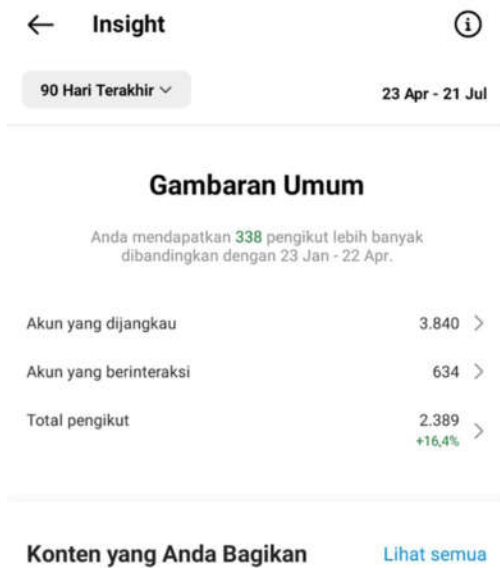 Insight
90 Hari Terakhir
23 Apr - 21 Jul
Gambaran Umum
Anda mendapatkan 338 pengikut lebih banyak
dibandingkan dengan 23 Jan - 22 Apr.
Akun yang dijangkau 3.840
Akun yang berinteraksi 634
Total pengikut 2.389
+16,4%
Konten yang Anda Bagikan Lihat semua